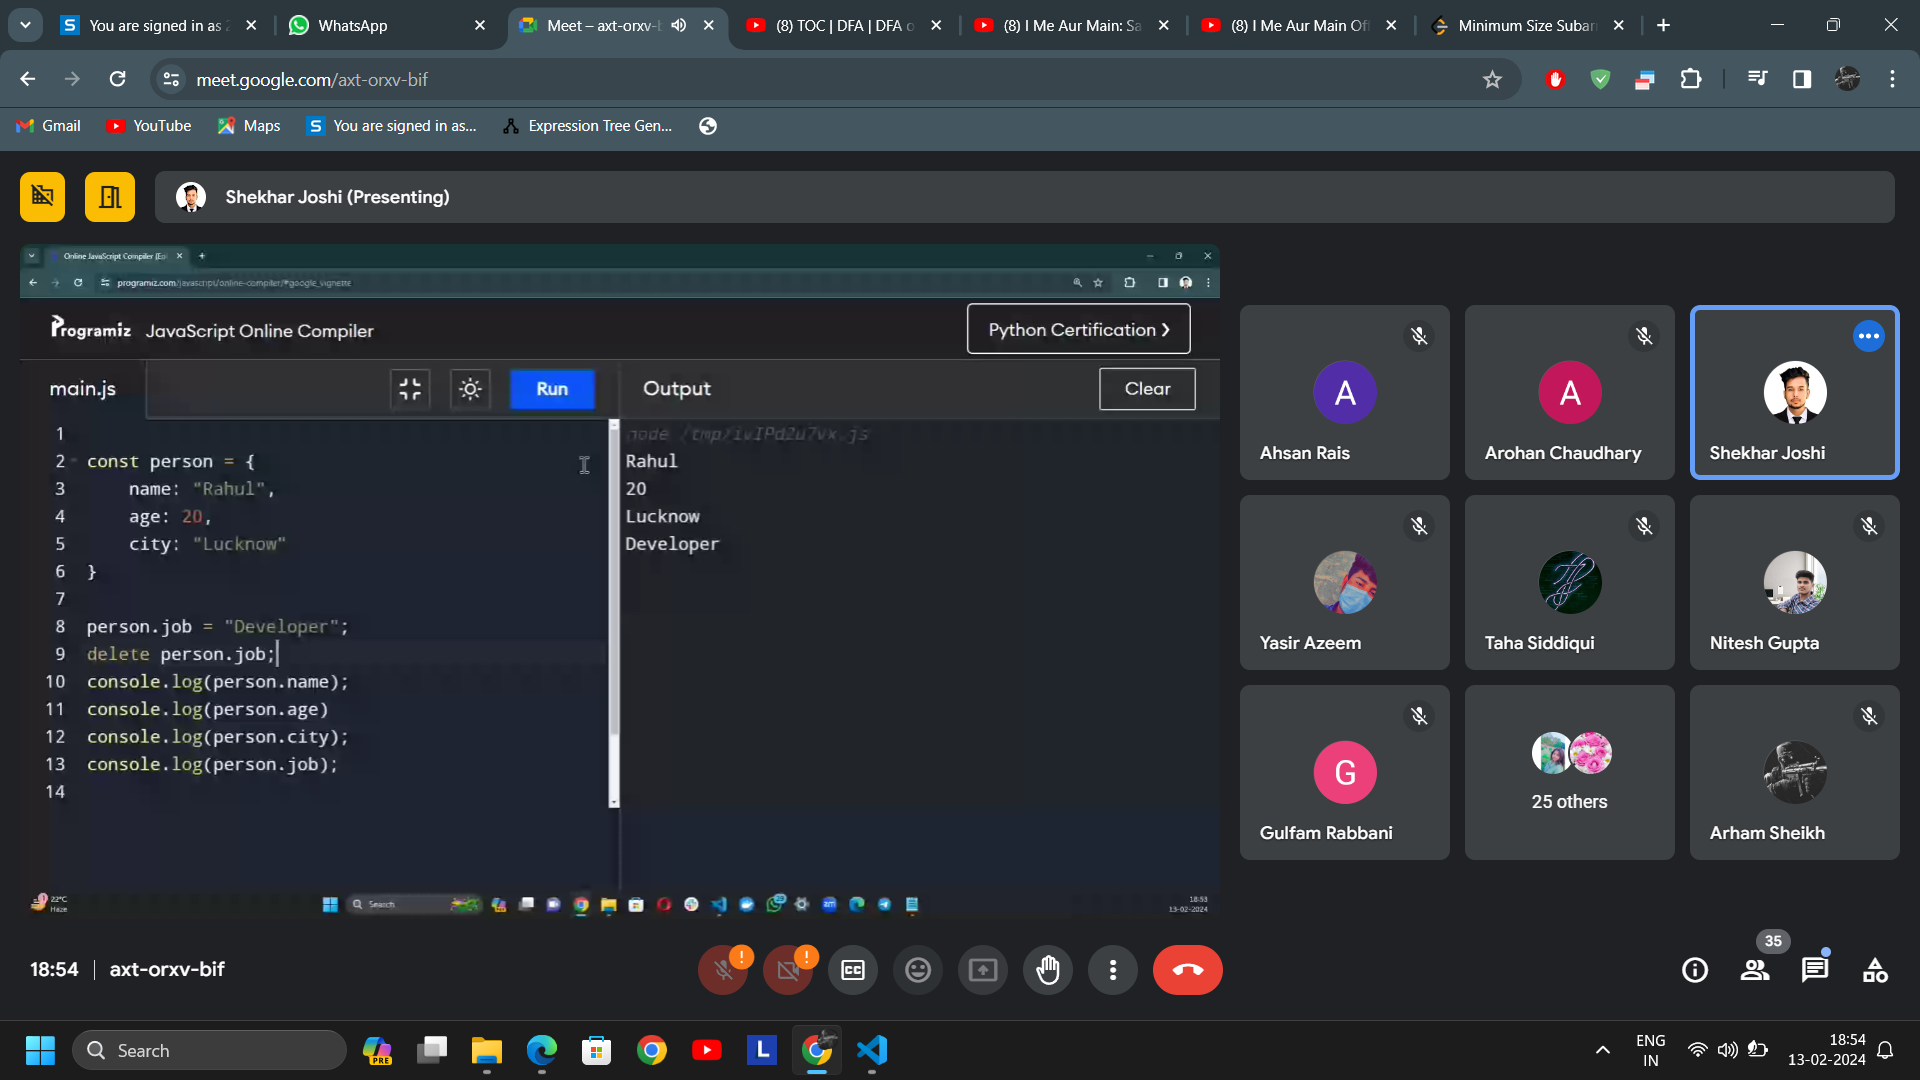 You are signed in as 2
WhatsApp
Meet – axt-orxv-b
(8) TOC | DFA | DFA o
(8) I Me Aur Main: Sa
(8) I Me Aur Main Off
Minimum Size Subar
meet.google.com/axt-orxv-bif
Gmail
YouTube
Maps
You are signed in as...
Expression Tree Gen...
Shekhar Joshi (Presenting)
Online JavaScript Compiler (Edi
programiz.com/javascript/online-compiler/#google_vignette
Programiz JavaScript Online Compiler
Python Certification ❯
main.js
Run
Output
Clear
1
2 const person = {
3 name: "Rahul",
4 age: 20,
5 city: "Lucknow"
6 }
7
8 person.job = "Developer";
9 delete person.job;
10 console.log(person.name);
11 console.log(person.age)
12 console.log(person.city);
13 console.log(person.job);
14
node /tmp/ivIPd2u7vx.js
Rahul
20
Lucknow
Developer
22°C
Haze
Search
18:53
13-02-2024
A
Ahsan Rais
A
Arohan Chaudhary
Shekhar Joshi
Yasir Azeem
Taha Siddiqui
Nitesh Gupta
G
Gulfam Rabbani
25 others
Arham Sheikh
18:54 | axt-orxv-bif
35
Search
PRE
L
ENG
IN
18:54
13-02-2024